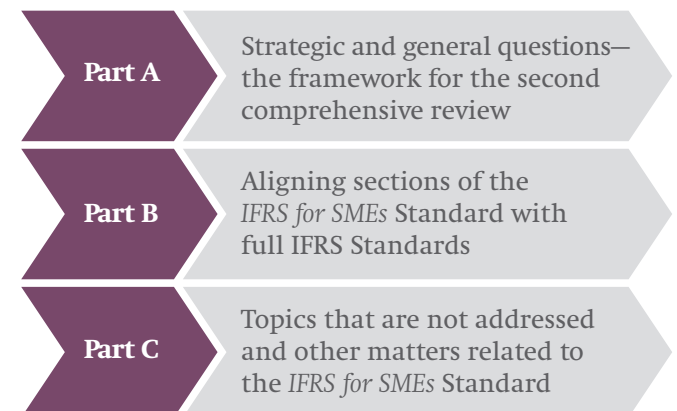 Part A
Strategic and general questions—
the framework for the second
comprehensive review
Part B
Aligning sections of the
IFRS for SMEs Standard with
full IFRS Standards
Part C
Topics that are not addressed
and other matters related to
the IFRS for SMEs Standard